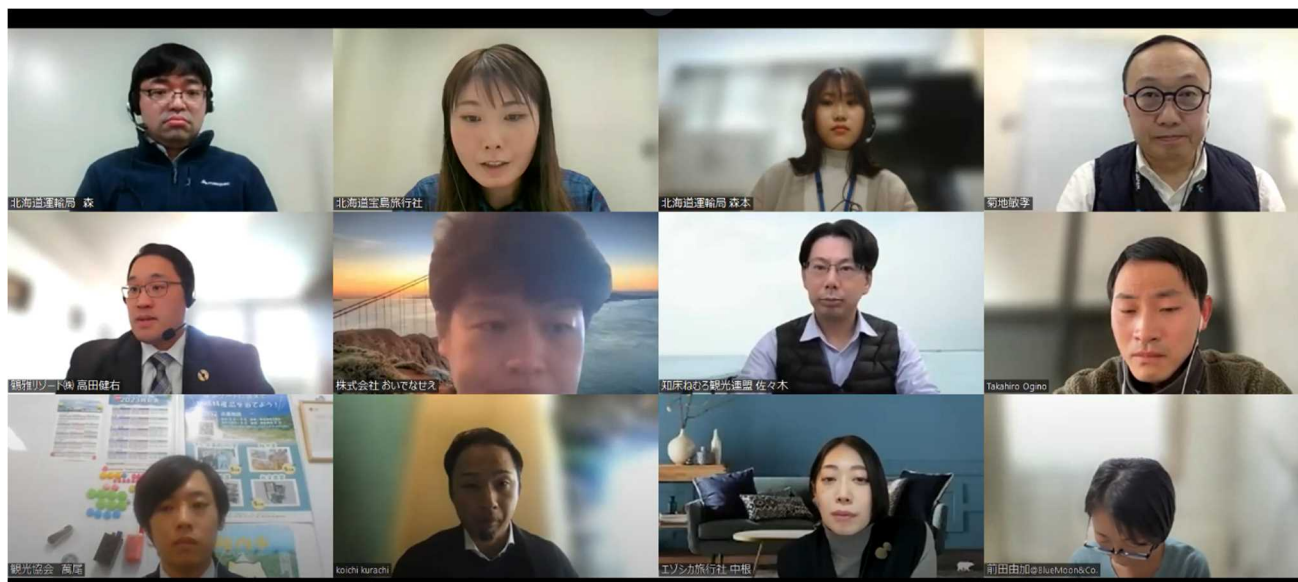 北海道運輸局 森
北海道宝島旅行社
北海道運輸局 森本
菊地敏孝
鶴雅リゾート㈱ 高田健右
株式会社 おいでなせえ
知床ねむろ観光連盟 佐々木
Takahiro Ogino
観光協会 萬尾
koichi kurachi
エゾシカ旅行社 中根
前田由加@BlueMoon&Co.